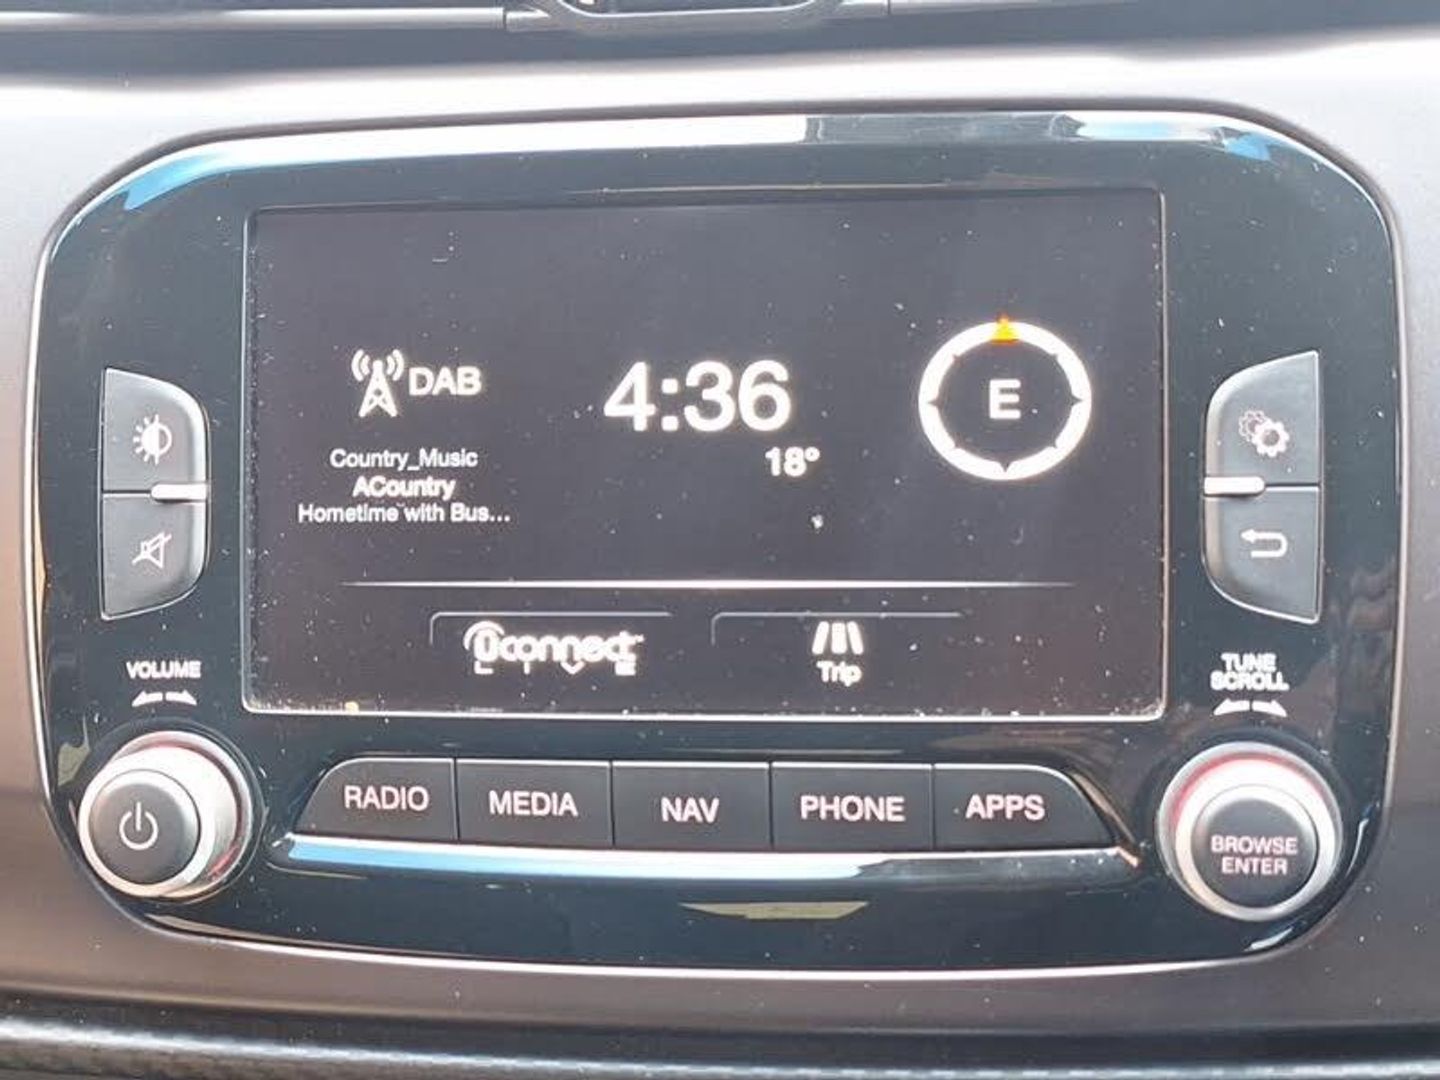 DAB
Country_Music
ACountry
Hometime with Bus...
4:36
18°
E
uconnect
LIVE
Trip
VOLUME
TUNE
SCROLL
RADIO
MEDIA
NAV
PHONE
APPS
BROWSE
ENTER